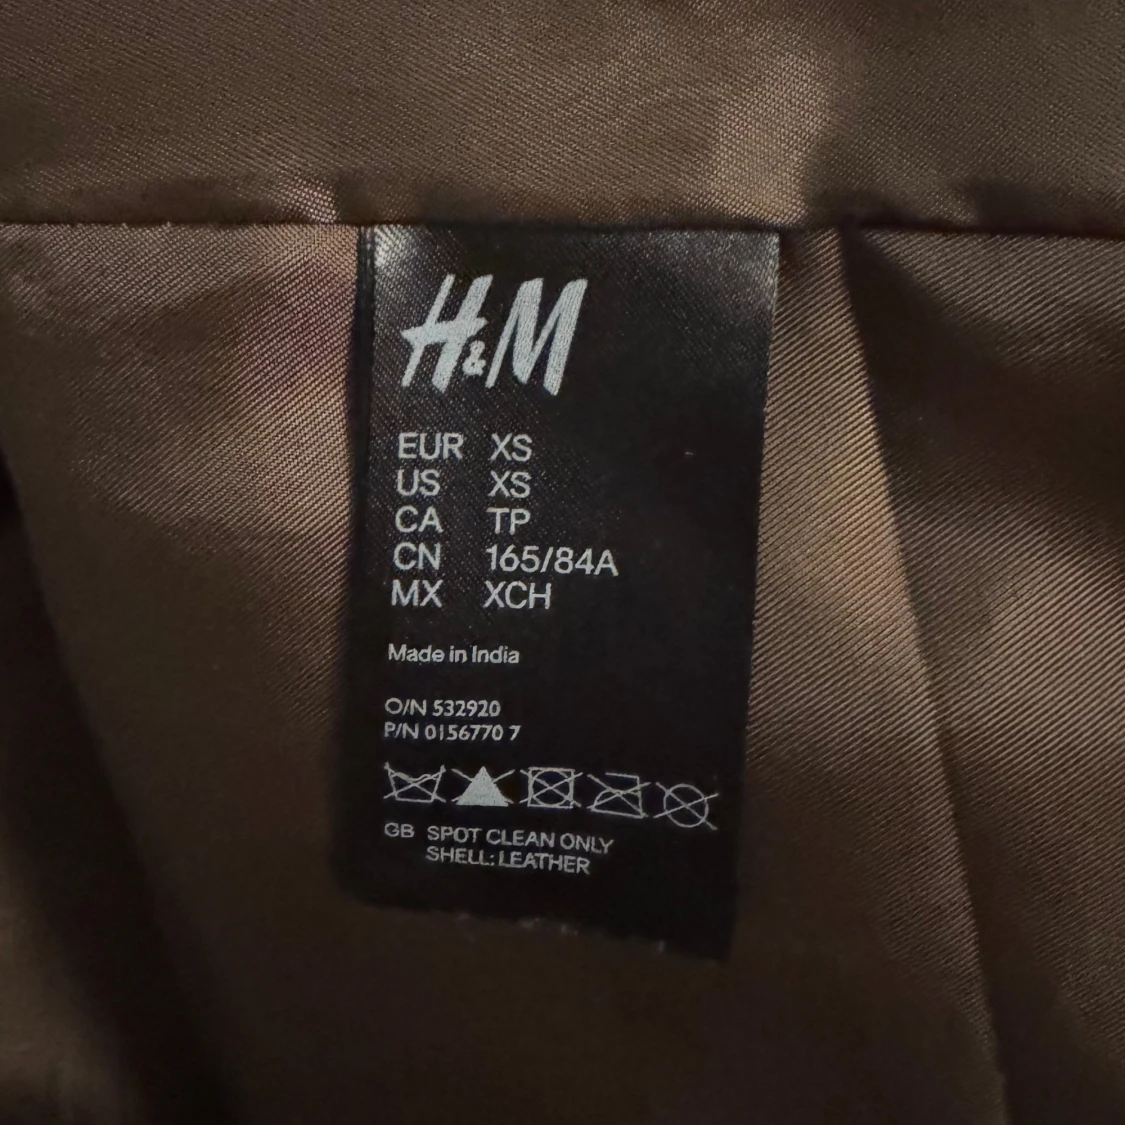 H&M
EUR XS
US XS
CA TP
CN 165/84A
MX XCH
Made in India
O/N 532920
P/N 0156770 7
GB SPOT CLEAN ONLY
SHELL: LEATHER